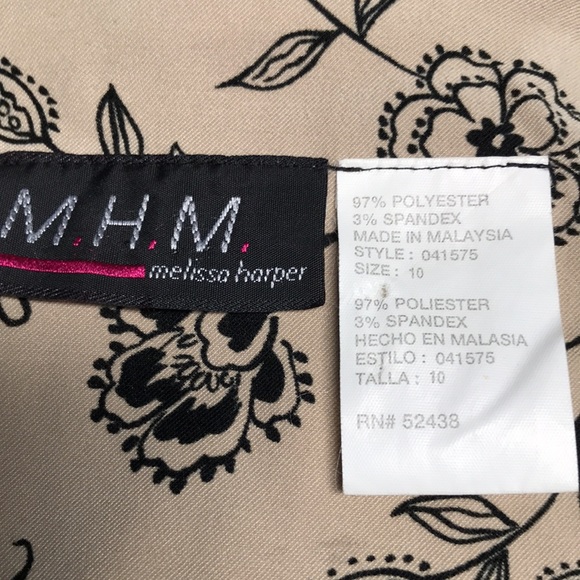 M.H.M.
melissa harper
97% POLYESTER
3% SPANDEX
MADE IN MALAYSIA
STYLE : 041575
SIZE : 10
97% POLIESTER
3% SPANDEX
HECHO EN MALASIA
ESTILO : 041575
TALLA : 10
RN# 52438